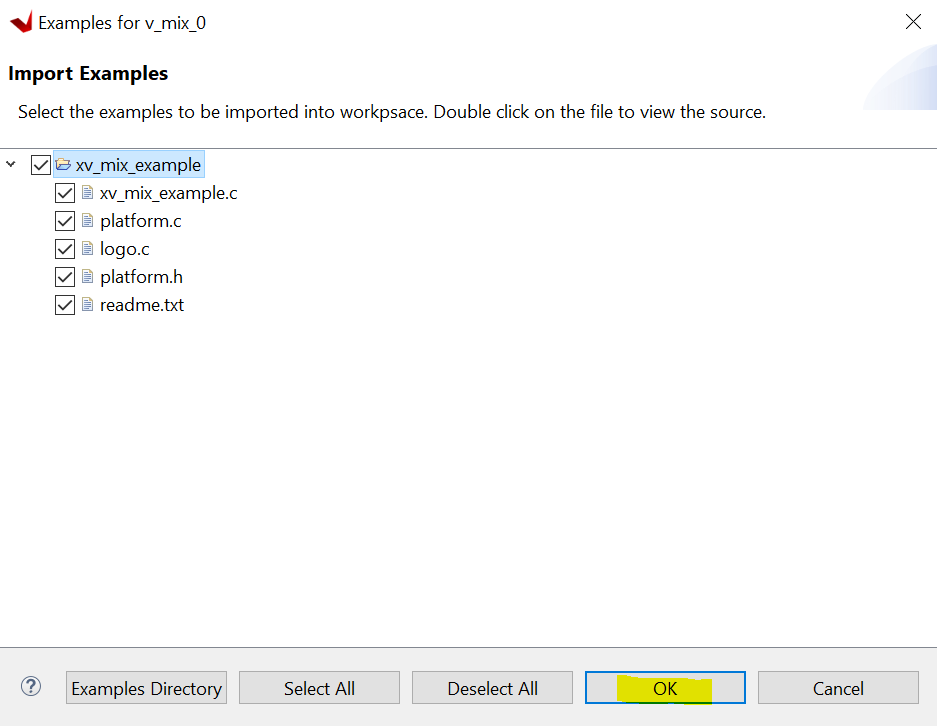 Examples for v_mix_0
Import Examples
Select the examples to be imported into workpsace. Double click on the file to view the source.
xv_mix_example
xv_mix_example.c
platform.c
logo.c
platform.h
readme.txt
? Examples Directory Select All Deselect All OK Cancel